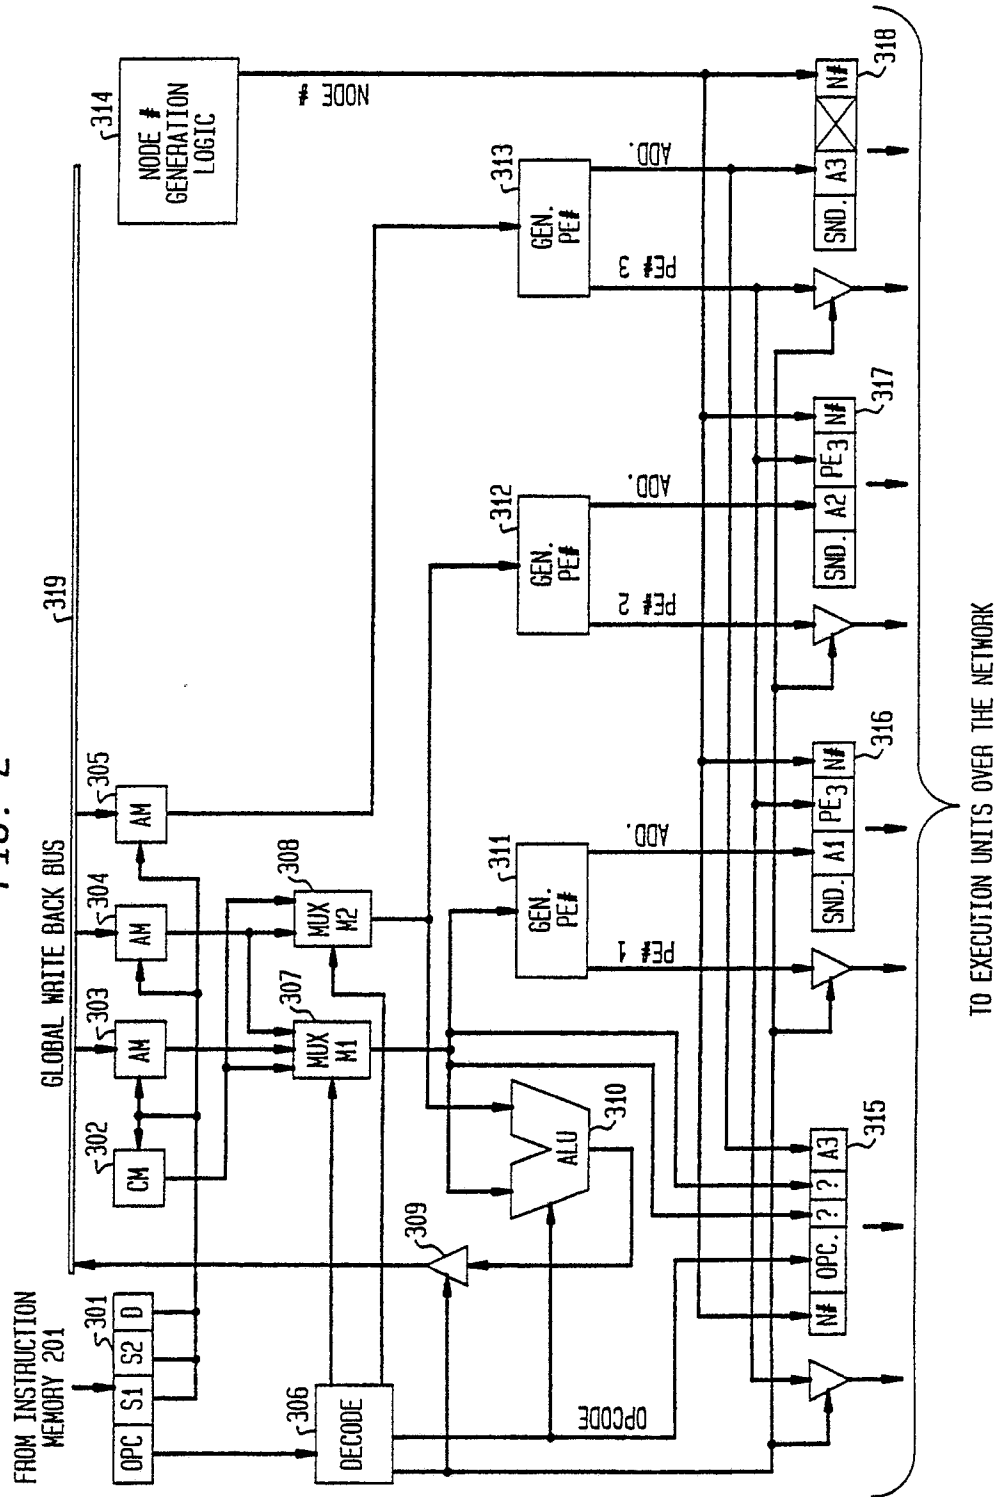 FIG. 2
FROM INSTRUCTION
MEMORY 201
301
OPC S1 S2 D
GLOBAL WRITE BACK BUS
319
302
CM
303
AM
304
AM
305
AM
314
NODE #
GENERATION
LOGIC
306
DECODE
307
MUX
M1
308
MUX
M2
309
310
ALU
OPCODE
311
GEN.
PE#
312
GEN.
PE#
313
GEN.
PE#
PE# 1
ADD.
PE# 2
ADD.
PE# 3
ADD.
NODE #
N# OPC. ? ? A3
315
SND. A1 PE3 N#
316
SND. A2 PE3 N#
317
SND. A3 N#
318
TO EXECUTION UNITS OVER THE NETWORK